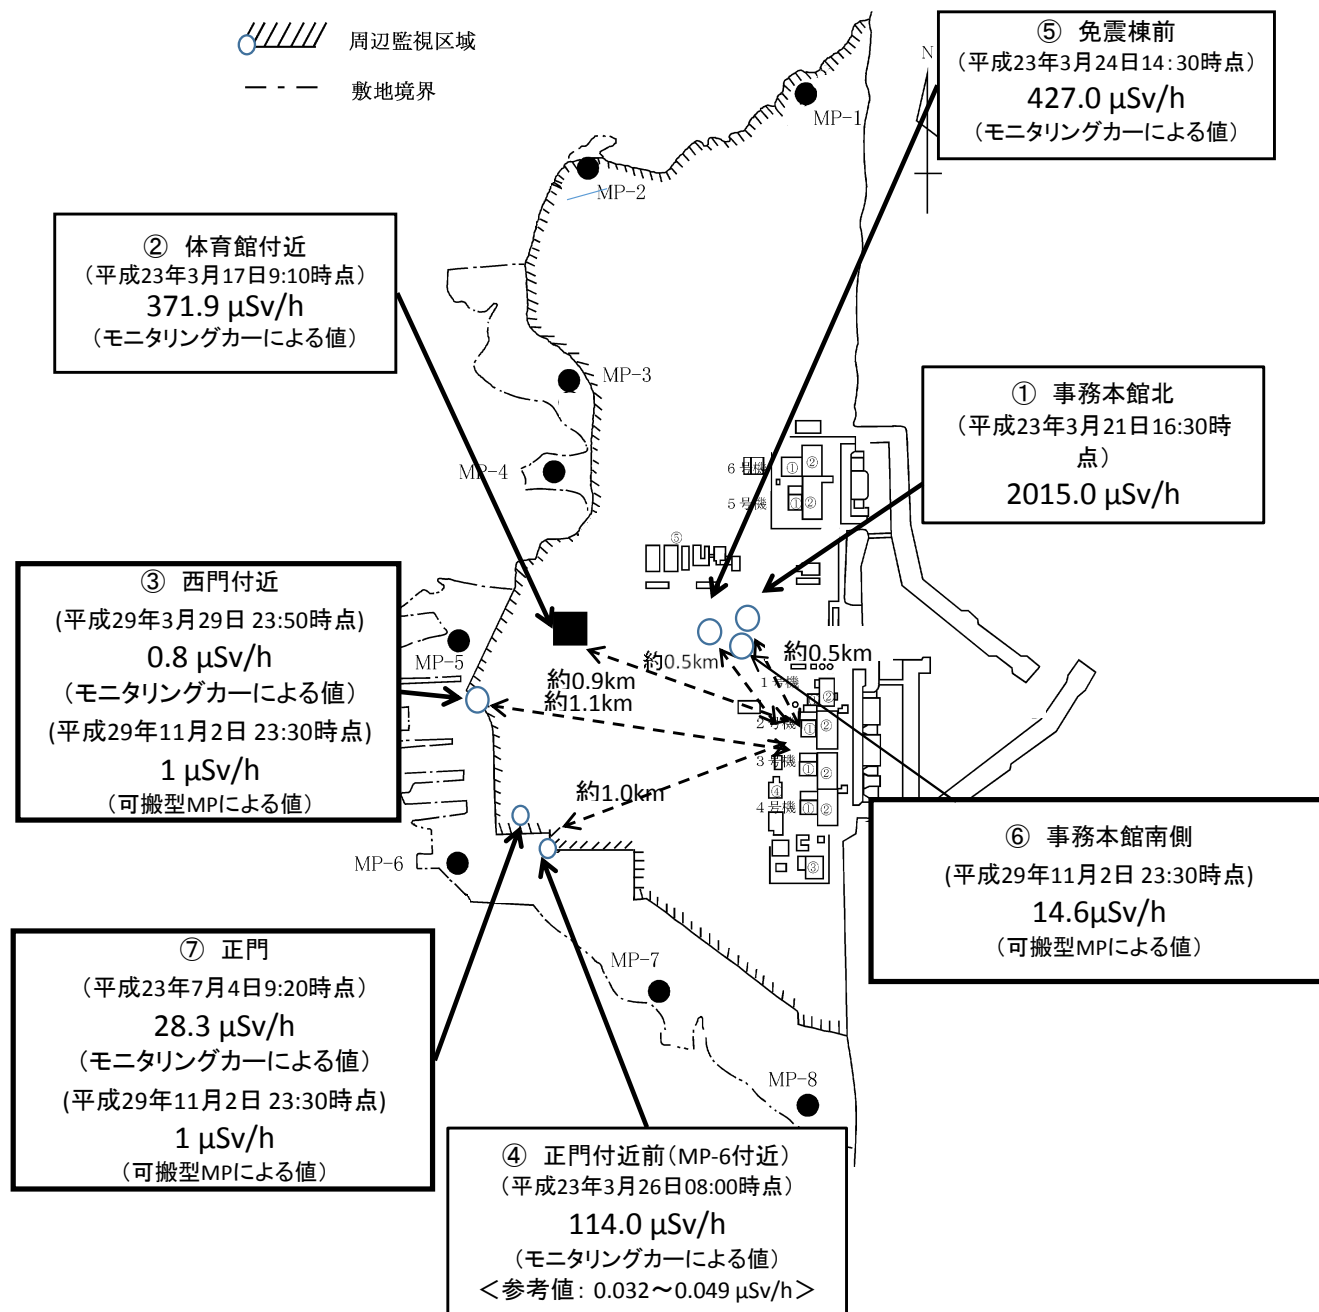 周辺監視区域
敷地境界
⑤ 免震棟前
（平成23年3月24日14:30時点）
427.0 µSv/h
（モニタリングカーによる値）
N
MP-1
MP-2
② 体育館付近
（平成23年3月17日9:10時点）
371.9 µSv/h
（モニタリングカーによる値）
MP-3
① 事務本館北
（平成23年3月21日16:30時
点）
2015.0 µSv/h
MP-4
6号機
①
②
5号機
①
②
⑤
③ 西門付近
(平成29年3月29日 23:50時点)
0.8 µSv/h
（モニタリングカーによる値）
(平成29年11月2日 23:30時点)
1 µSv/h
（可搬型MPによる値）
MP-5
約0.5km
約0.5km
約0.9km
約1.1km
1号機
②
2号機
①
②
3号機
①
②
約1.0km
④
4号機
①
②
③
MP-6
⑥ 事務本館南側
(平成29年11月2日 23:30時点)
14.6µSv/h
（可搬型MPによる値）
⑦ 正門
（平成23年7月4日9:20時点）
28.3 µSv/h
（モニタリングカーによる値）
(平成29年11月2日 23:30時点)
1 µSv/h
（可搬型MPによる値）
MP-7
MP-8
④ 正門付近前（MP-6付近）
（平成23年3月26日08:00時点）
114.0 µSv/h
（モニタリングカーによる値）
＜参考値: 0.032～0.049 µSv/h＞